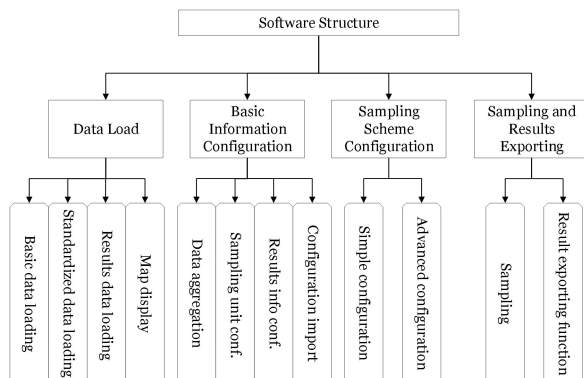 Software Structure
Data Load
Basic
Information
Configuration
Sampling
Scheme
Configuration
Sampling and
Results
Exporting
Basic data loading
Standardized data loading
Results data loading
Map display
Data aggregation
Sampling unit conf.
Results info conf.
Configuration import
Simple configuration
Advanced configuration
Sampling
Result exporting function